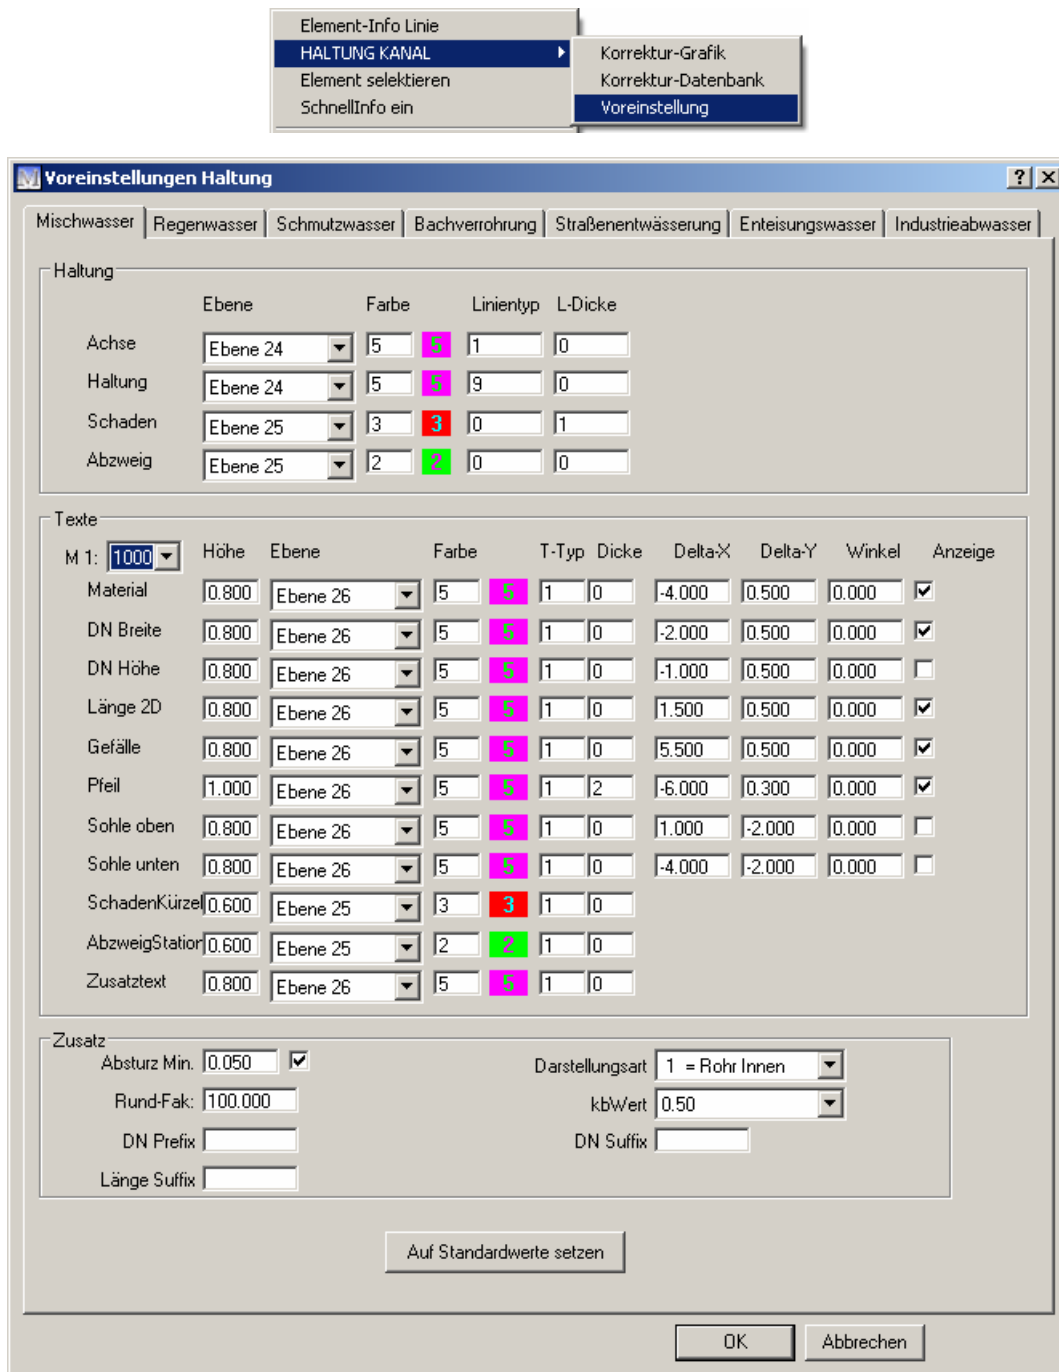 Element-Info Linie
HALTUNG KANAL
Element selektieren
SchnellInfo ein
Korrektur-Grafik
Korrektur-Datenbank
Voreinstellung
Voreinstellungen Haltung
Mischwasser Regenwasser Schmutzwasser Bachverrohrung Straßenentwässerung Enteisungswasser Industrieabwasser
Haltung
Ebene Farbe Linientyp L-Dicke
Achse Ebene 24 5 5 1 0
Haltung Ebene 24 5 5 9 0
Schaden Ebene 25 3 3 0 1
Abzweig Ebene 25 2 2 0 0
Texte
M 1: 1000 Höhe Ebene Farbe T-Typ Dicke Delta-X Delta-Y Winkel Anzeige
Material 0.800 Ebene 26 5 5 1 0 -4.000 0.500 0.000
DN Breite 0.800 Ebene 26 5 5 1 0 -2.000 0.500 0.000
DN Höhe 0.800 Ebene 26 5 5 1 0 -1.000 0.500 0.000
Länge 2D 0.800 Ebene 26 5 5 1 0 1.500 0.500 0.000
Gefälle 0.800 Ebene 26 5 5 1 0 5.500 0.500 0.000
Pfeil 1.000 Ebene 26 5 5 1 2 -6.000 0.300 0.000
Sohle oben 0.800 Ebene 26 5 5 1 0 1.000 -2.000 0.000
Sohle unten 0.800 Ebene 26 5 5 1 0 -4.000 -2.000 0.000
SchadenKürzel 0.600 Ebene 25 3 3 1 0
AbzweigStation 0.600 Ebene 25 2 2 1 0
Zusatztext 0.800 Ebene 26 5 5 1 0
Zusatz
Absturz Min. 0.050 Darstellungsart 1 = Rohr Innen
Rund-Fak: 100.000 kbWert 0.50
DN Prefix DN Suffix
Länge Suffix
Auf Standardwerte setzen
OK Abbrechen